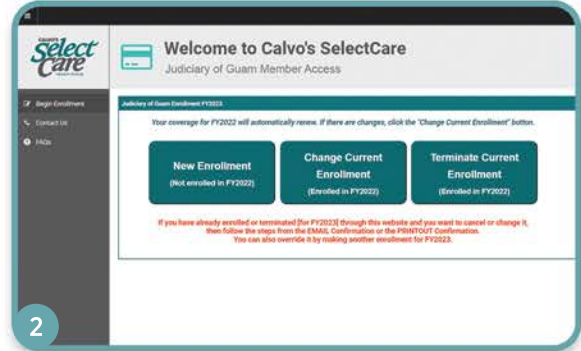 CALVO'S
Select
Care
Welcome to Calvo's SelectCare
Judiciary of Guam Member Access
Begin Enrollment
Contact Us
FAQs
Judiciary of Guam Enrollment FY2023
Your coverage for FY2022 will automatically renew. If there are changes, click the "Change Current Enrollment" button.
New Enrollment
(Not enrolled in FY2022)
Change Current
Enrollment
(Enrolled in FY2022)
Terminate Current
Enrollment
(Enrolled in FY2022)
If you have already enrolled or terminated [for FY2023] through this website and you want to cancel or change it,
then follow the steps from the EMAIL Confirmation or the PRINTOUT Confirmation.
You can also override it by making another enrollment for FY2023.
2